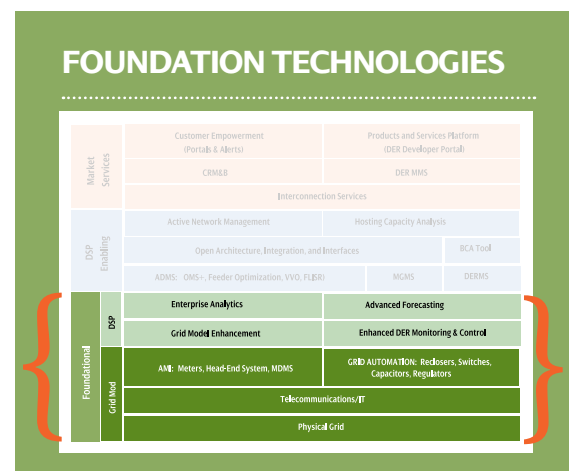 FOUNDATION TECHNOLOGIES
Market
Services
Customer Empowerment
(Portals & Alerts)
Products and Services Platform
(DER Developer Portal)
CRM&B
DER MMS
Interconnection Services
DSP
Enabling
Active Network Management
Hosting Capacity Analysis
Open Architecture, Integration, and Interfaces
BCA Tool
ADMS: OMS+, Feeder Optimization, VVO, FLISR)
MGMS
DERMS
Foundational
DSP
Enterprise Analytics
Advanced Forecasting
Grid Model Enhancement
Enhanced DER Monitoring & Control
Grid Mod
AMI: Meters, Head-End System, MDMS
GRID AUTOMATION: Reclosers, Switches,
Capacitors, Regulators
Telecommunications/IT
Physical Grid